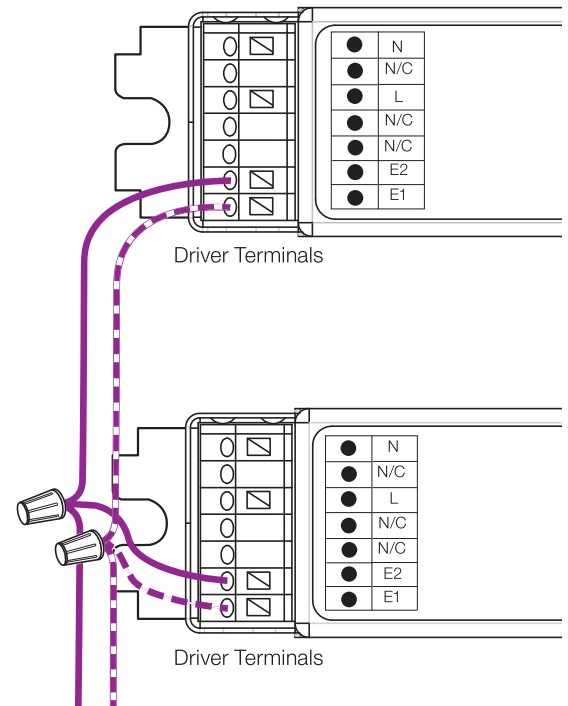 N
N/C
L
N/C
N/C
E2
E1
Driver Terminals
N
N/C
L
N/C
N/C
E2
E1
Driver Terminals